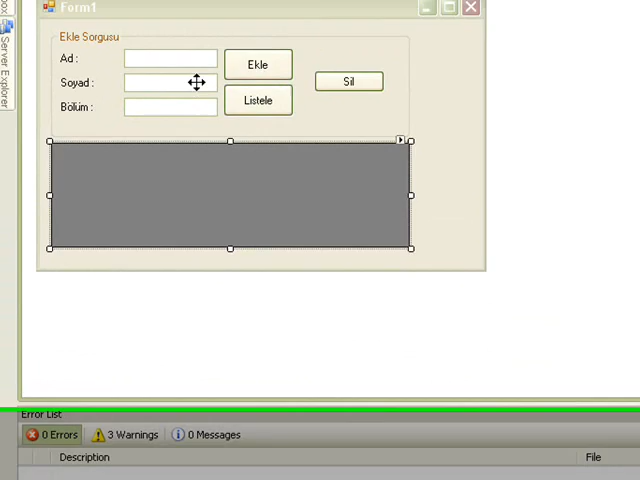 Form1
Ekle Sorgusu
Ad :
Soyad :
Bölüm :
Ekle
Listele
Sil
Server Explorer
Error List
0 Errors
3 Warnings
0 Messages
Description
File